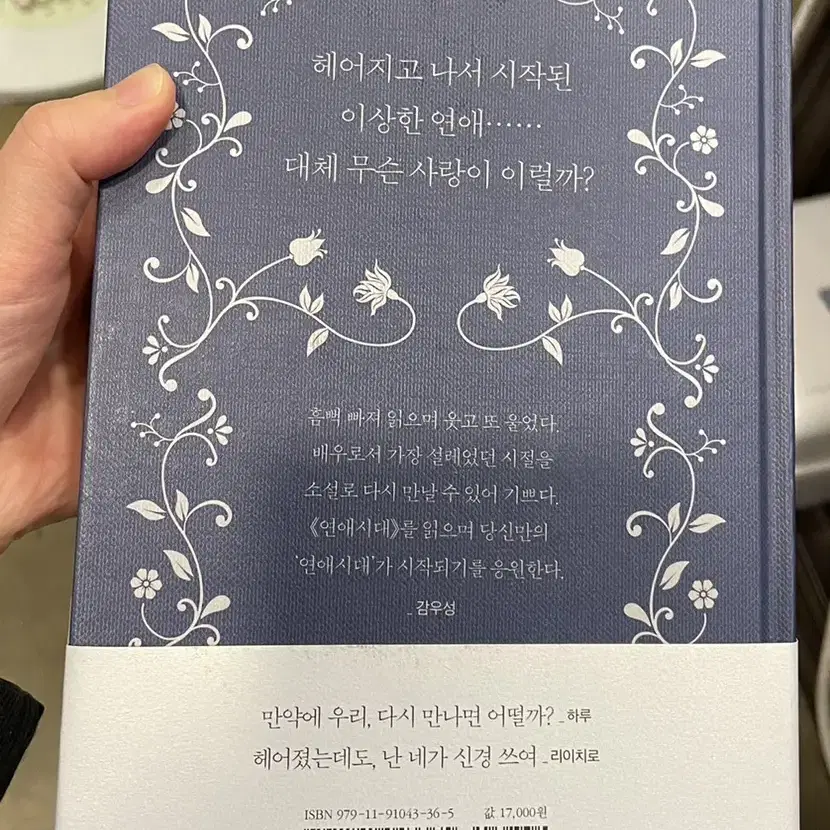 헤어지고 나서 시작된
이상한 연애……
대체 무슨 사랑이 이럴까?
흠뻑 빠져 읽으며 웃고 또 울었다.
배우로서 가장 설레었던 시절을
소설로 다시 만날 수 있어 기쁘다.
《연애시대》를 읽으며 당신만의
‘연애시대’가 시작되기를 응원한다.
_ 감우성
만약에 우리, 다시 만나면 어떨까? _ 하루
헤어졌는데도, 난 네가 신경 쓰여 _ 리이치로
ISBN 979-11-91043-36-5 값 17,000원